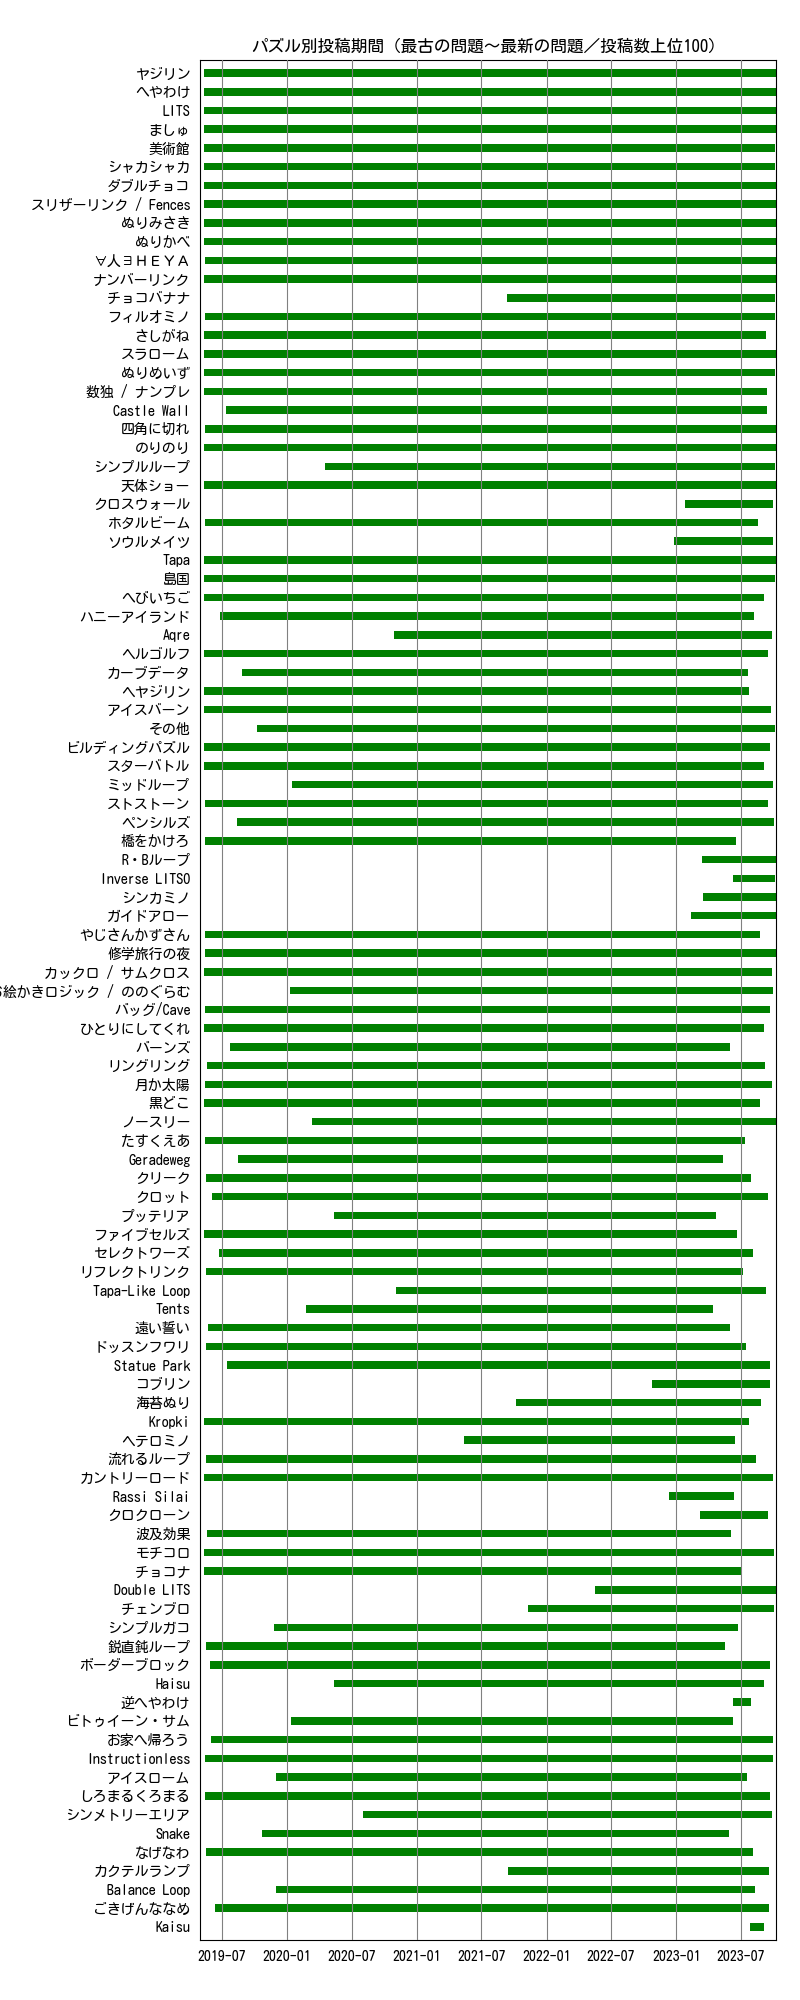 パズル別投稿期間（最古の問題～最新の問題／投稿数上位100）
ヤジリン
へやわけ
LITS
ましゅ
美術館
シャカシャカ
ダブルチョコ
スリザーリンク / Fences
ぬりみさき
ぬりかべ
∀人ヨＨＥＹＡ
ナンバーリンク
チョコバナナ
フィルオミノ
さしがね
スラローム
ぬりめいず
数独 / ナンプレ
Castle Wall
四角に切れ
のりのり
シンプルループ
天体ショー
クロスウォール
ホタルビーム
ソウルメイツ
Tapa
島国
へびいちご
ハニーアイランド
Aqre
ヘルゴルフ
カーブデータ
ヘヤジリン
アイスバーン
その他
ビルディングパズル
スターバトル
ミッドループ
ストストーン
ペンシルズ
橋をかけろ
R・Bループ
Inverse LITSO
シンカミノ
ガイドアロー
やじさんかずさん
修学旅行の夜
カックロ / サムクロス
お絵かきロジック / ののぐらむ
バッグ/Cave
ひとりにしてくれ
バーンズ
リングリング
月か太陽
黒どこ
ノースリー
たすくえあ
Geradeweg
クリーク
クロット
プッテリア
ファイブセルズ
セレクトワーズ
リフレクトリンク
Tapa-Like Loop
Tents
遠い誓い
ドッスンフワリ
Statue Park
コブリン
海苔ぬり
Kropki
ヘテロミノ
流れるループ
カントリーロード
Rassi Silai
クロクローン
波及効果
モチコロ
チョコナ
Double LITS
チェンブロ
シンプルガコ
鋭直鈍ループ
ボーダーブロック
Haisu
逆へやわけ
ビトゥイーン・サム
お家へ帰ろう
Instructionless
アイスローム
しろまるくろまる
シンメトリーエリア
Snake
なげなわ
カクテルランプ
Balance Loop
ごきげんななめ
Kaisu
2019-07 2020-01 2020-07 2021-01 2021-07 2022-01 2022-07 2023-01 2023-07